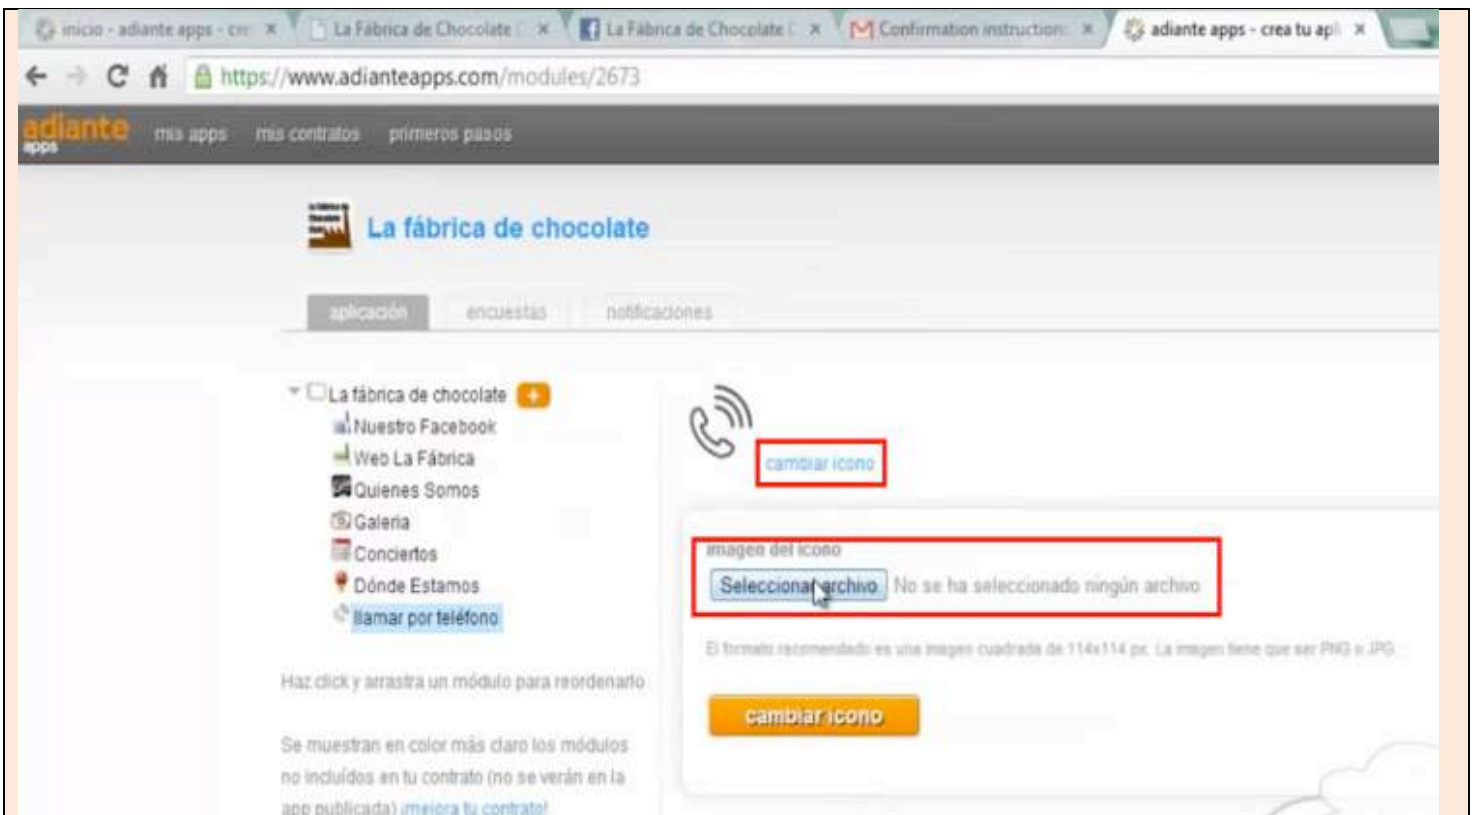 inicio - adiante apps - cre
La Fábrica de Chocolate C
La Fábrica de Chocolate C
Confirmation instructions
adiante apps - crea tu apli
https://www.adianteapps.com/modules/2673
adiante
apps
mis apps
mis contratos
primeros pasos
La fábrica de chocolate
aplicación
encuestas
notificaciones
La fábrica de chocolate +
Nuestro Facebook
Web La Fábrica
Quienes Somos
Galeria
Conciertos
Dónde Estamos
llamar por teléfono
Haz click y arrastra un módulo para reordenarlo
Se muestran en color más claro los módulos
no incluídos en tu contrato (no se verán en la
app publicada) ¡mejora tu contrato!
cambiar icono
imagen del icono
Seleccionar archivo No se ha seleccionado ningún archivo
El formato recomendado es una imagen cuadrada de 114x114 px. La imagen tiene que ser PNG o JPG.
cambiar icono